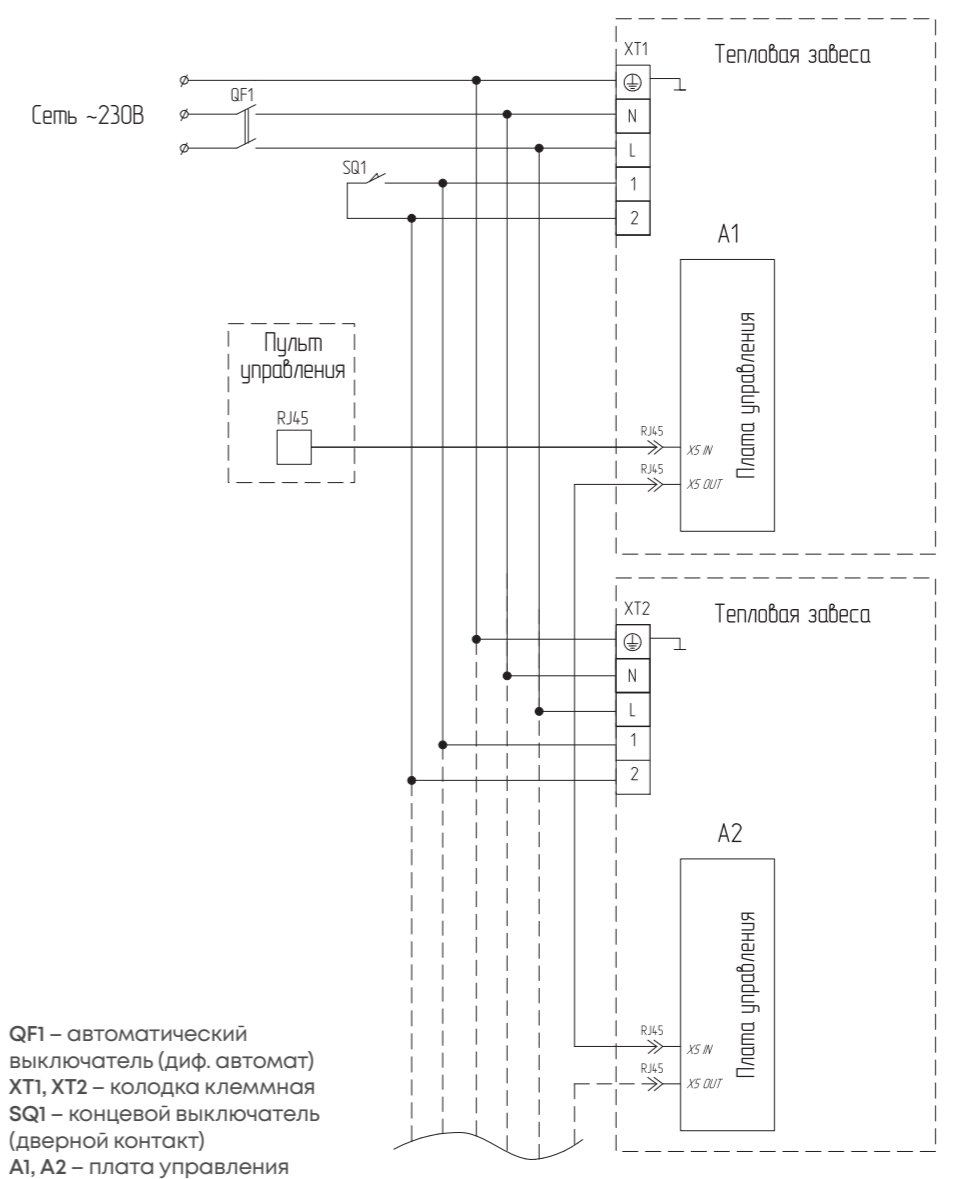 XT1
Тепловая завеса
Сеть ~230В
QF1
N
L
SQ1
1
2
A1
Плата управления
Пульт
управления
RJ45
RJ45
X5 IN
RJ45
X5 OUT
XT2
Тепловая завеса
N
L
1
2
A2
Плата управления
RJ45
X5 IN
RJ45
X5 OUT
QF1 – автоматический
выключатель (диф. автомат)
XT1, XT2 – колодка клеммная
SQ1 – концевой выключатель
(дверной контакт)
A1, A2 – плата управления